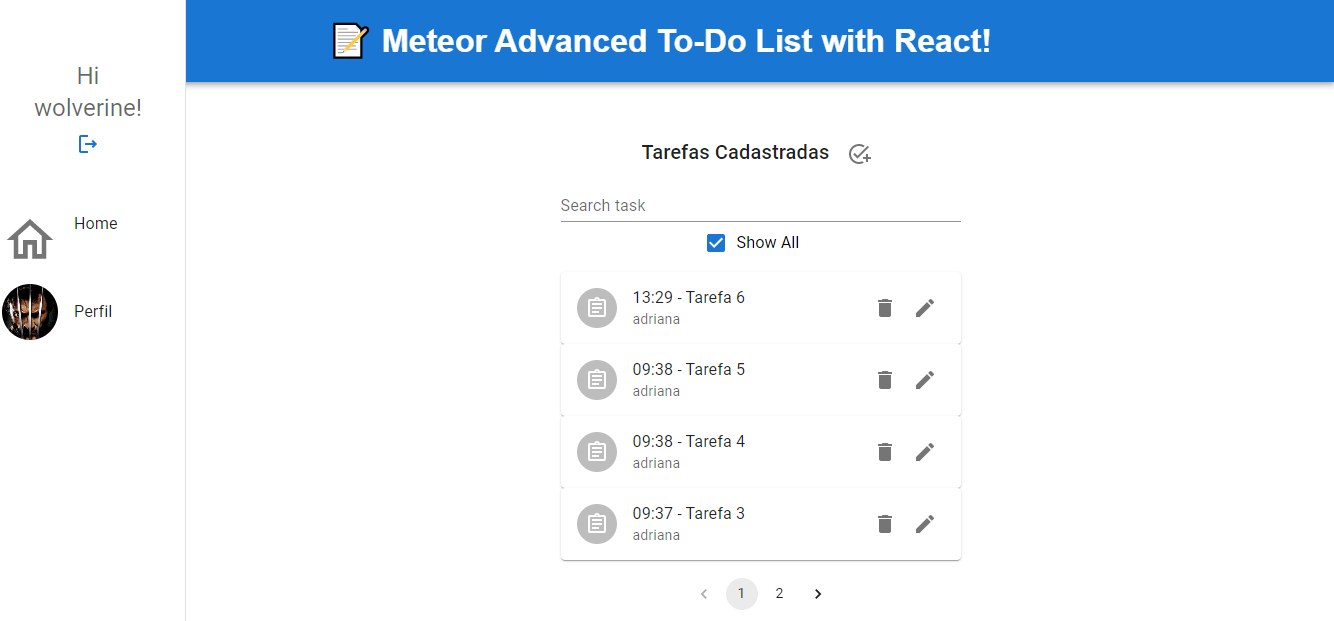 Meteor Advanced To-Do List with React!
Hi
wolverine!
Home
Perfil
Tarefas Cadastradas
Search task
Show All
13:29 - Tarefa 6
adriana
09:38 - Tarefa 5
adriana
09:38 - Tarefa 4
adriana
09:37 - Tarefa 3
adriana
1 2